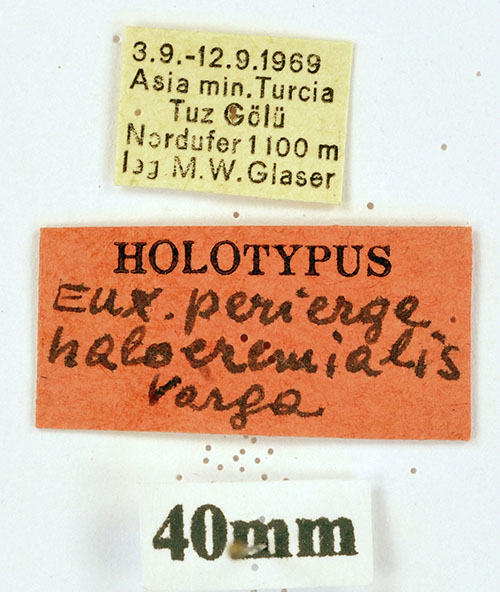 3.9.-12.9.1969
Asia min. Turcia
Tuz Gölü
Nordufer 1100 m
leg M.W. Glaser
HOLOTYPUS
Eux. perierga
haloeremialis
Varga
40mm